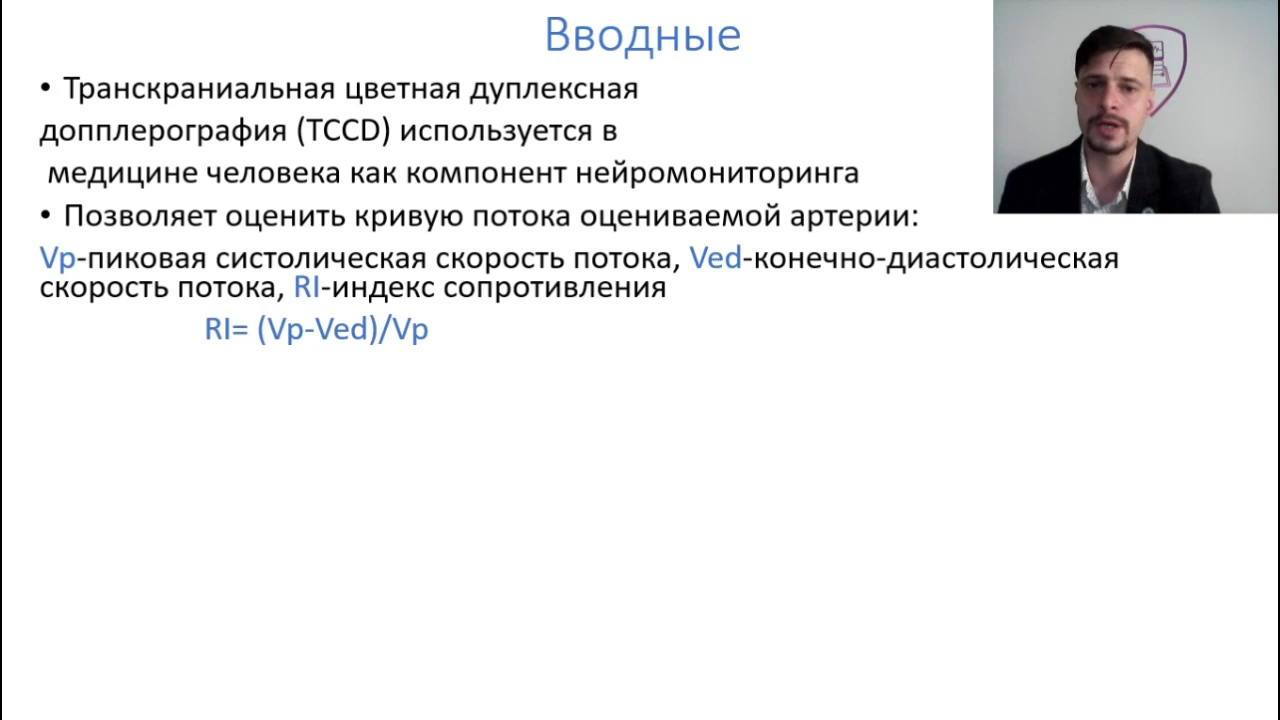 Вводные
• Транскраниальная цветная дуплексная
допплерография (TCCD) используется в
медицине человека как компонент нейромониторинга
• Позволяет оценить кривую потока оцениваемой артерии:
Vp-пиковая систолическая скорость потока, Ved-конечно-диастолическая
скорость потока, RI-индекс сопротивления
RI= (Vp-Ved)/Vp